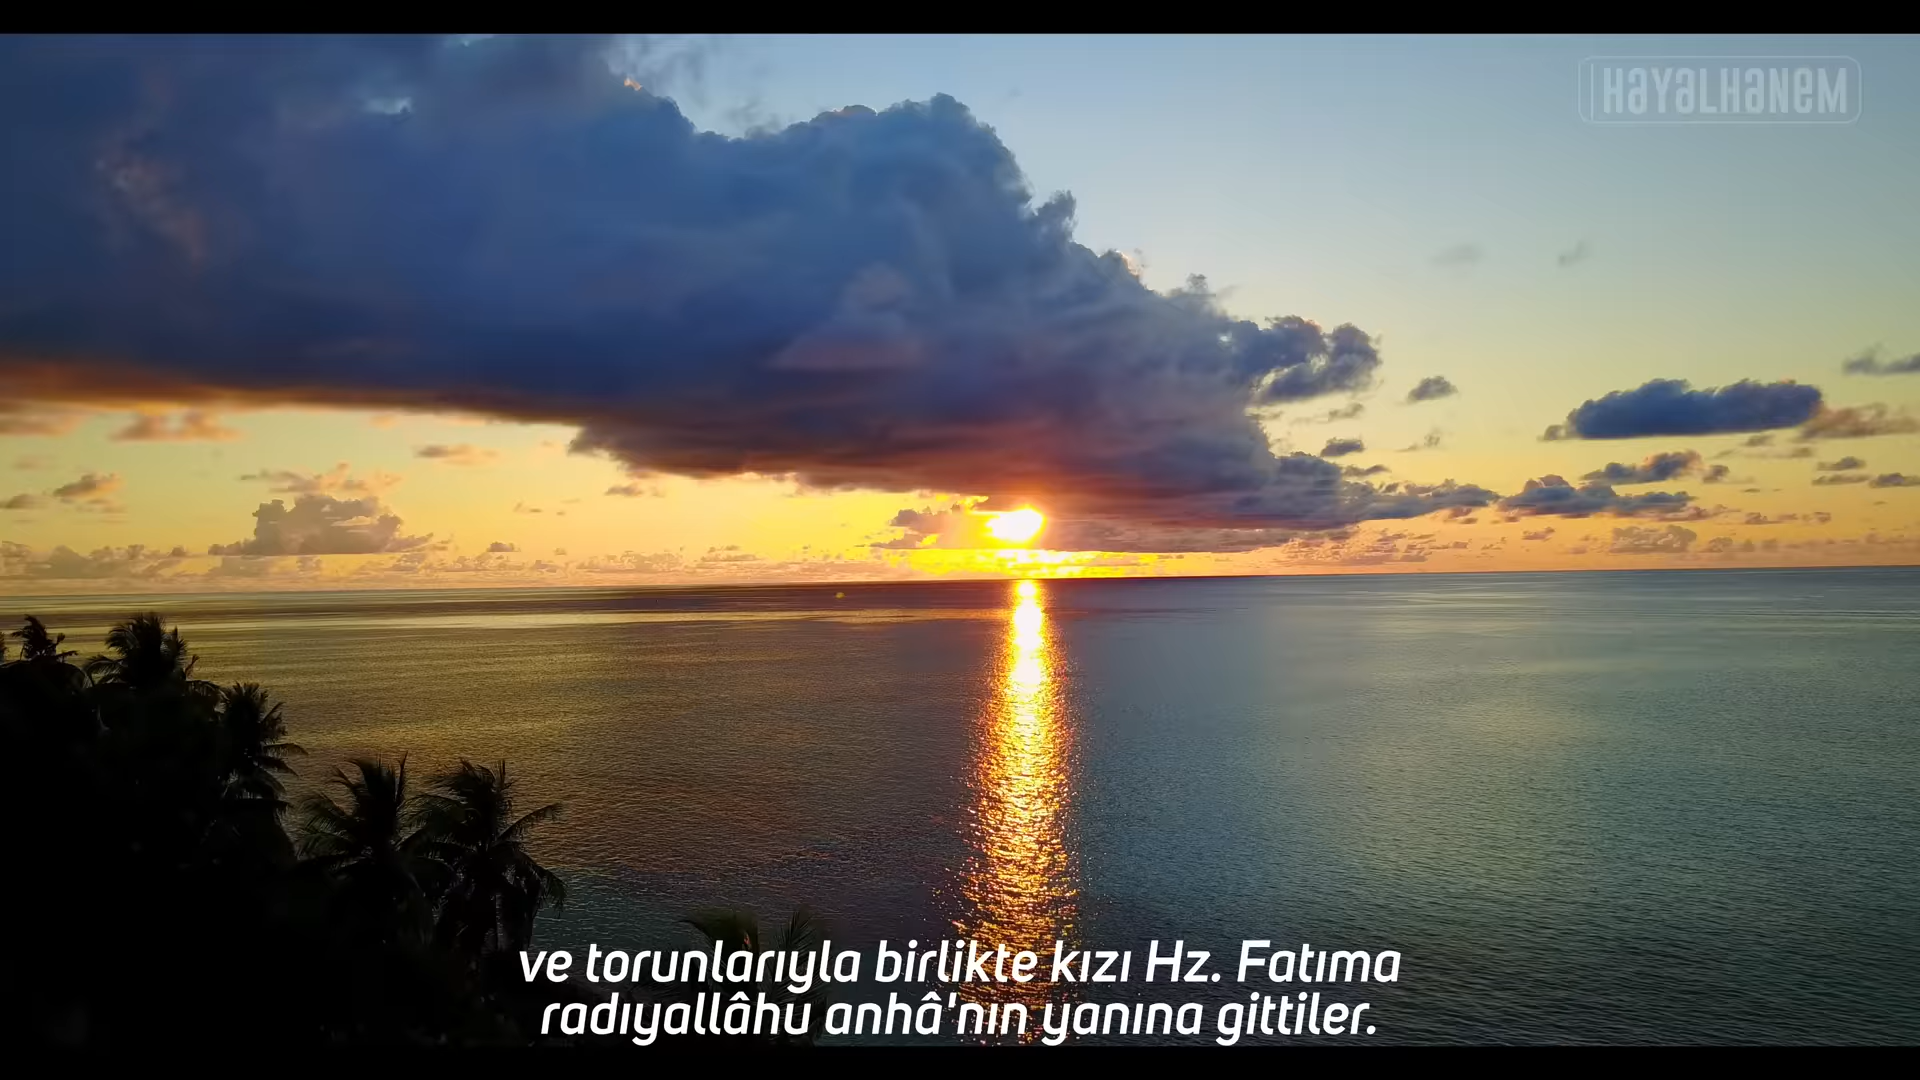 HAYALHANEM
ve torunlarıyla birlikte kızı Hz. Fatıma
radıyallâhu anhâ'nın yanına gittiler.